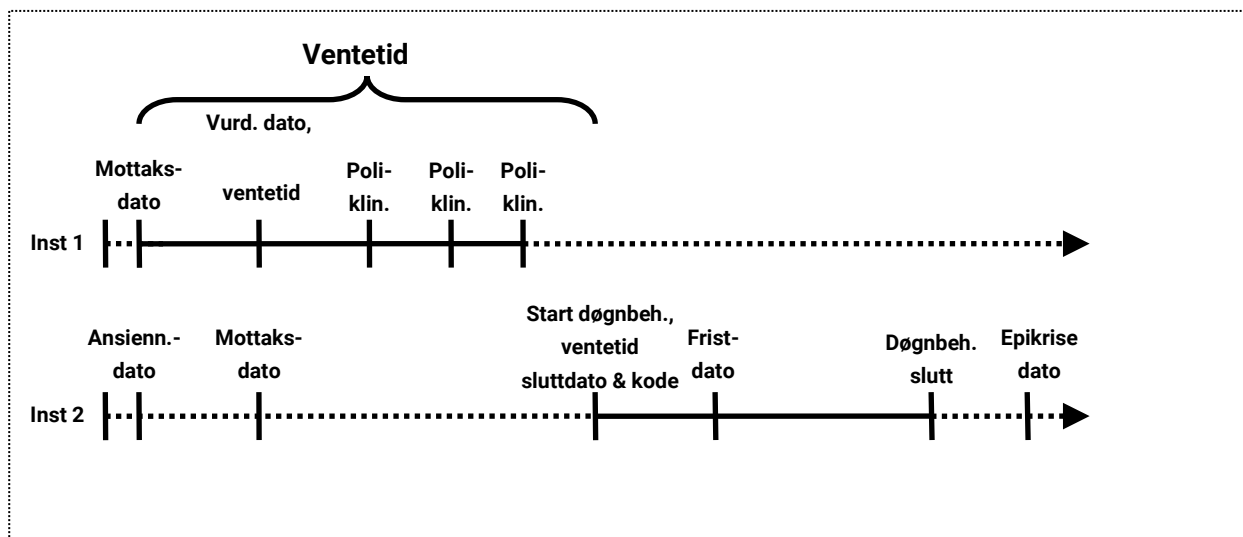 Ventetid
Vurd. dato,
Mottaks-
dato
ventetid
Poli-
klin.
Poli-
klin.
Poli-
klin.
Inst 1
Ansienn.-
dato
Mottaks-
dato
Start døgnbeh.,
ventetid
sluttdato & kode
Frist-
dato
Døgnbeh.
slutt
Epikrise
dato
Inst 2